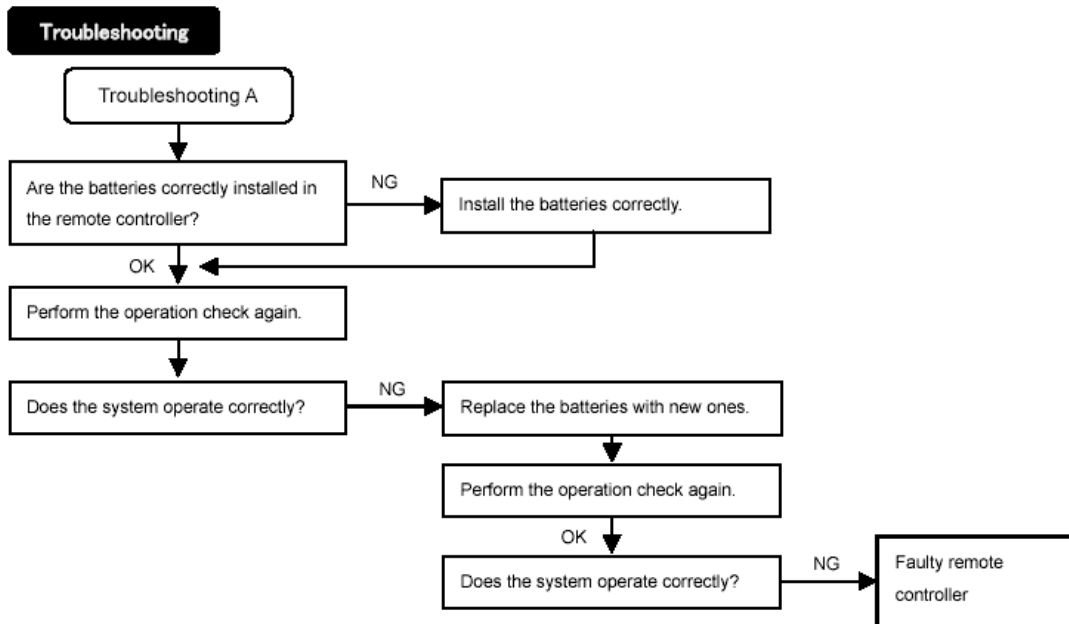 Troubleshooting
Troubleshooting A
Are the batteries correctly installed in
the remote controller?
NG
Install the batteries correctly.
OK
Perform the operation check again.
Does the system operate correctly?
NG
Replace the batteries with new ones.
Perform the operation check again.
OK
Does the system operate correctly?
NG
Faulty remote
controller